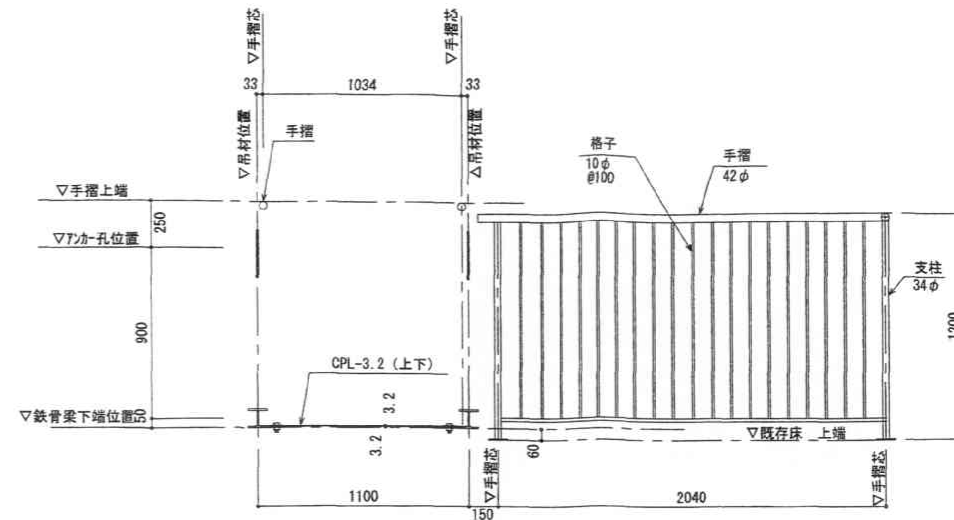 ▽手摺芯
▽手摺芯
33
1034
33
▽吊材位置
手摺
△吊材位置
格子
10φ
@100
手摺
42φ
▽手摺上端
250
▽アンカー孔位置
支柱
34φ
900
CPL-3.2 (上下)
3.2
▽鉄骨梁下端位置
50
3.2
60
▽既存床 上端
▽手摺芯
▽手摺芯
1100
150
2040